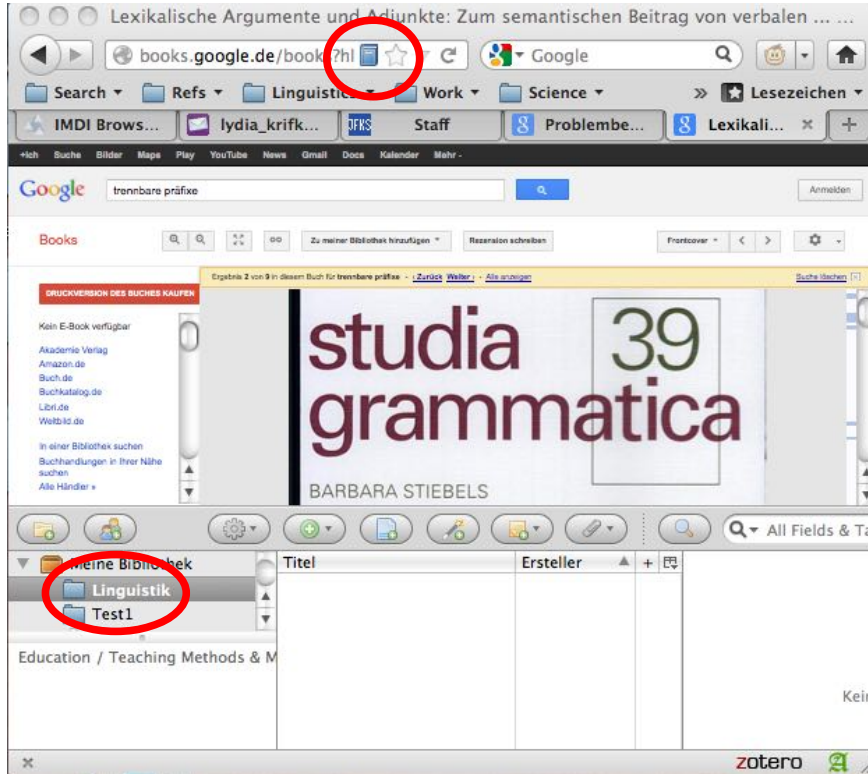 Lexikalische Argumente und Adjunkte: Zum semantischen Beitrag von verbalen ... ...
books.google.de/books?hl Google
Search Refs Linguistics Work Science » Lesezeichen
IMDI Brows... lydia_krifk... JFKS Staff Problembe... Lexikali... × +
+Ich Suche Bilder Maps Play YouTube News Gmail Docs Kalender Mehr
Google trennbare präfixe Anmelden
Books Zu meiner Bibliothek hinzufügen Rezension schreiben Frontcover
Ergebnis 2 von 9 in diesem Buch für trennbare präfixe - ‹ Zurück Weiter › - Alle anzeigen Suche löschen
DRUCKVERSION DES BUCHES KAUFEN
Kein E-Book verfügbar
Akademie Verlag
Amazon.de
Buch.de
Buchkatalog.de
Libri.de
Weltbild.de
In einer Bibliothek suchen
Buchhandlungen in Ihrer Nähe
suchen
Alle Händler »
studia 39
grammatica
BARBARA STIEBELS
All Fields & Ta
Meine Bibliothek Titel Ersteller +
Linguistik
Test1
Education / Teaching Methods & M
Kein
zotero